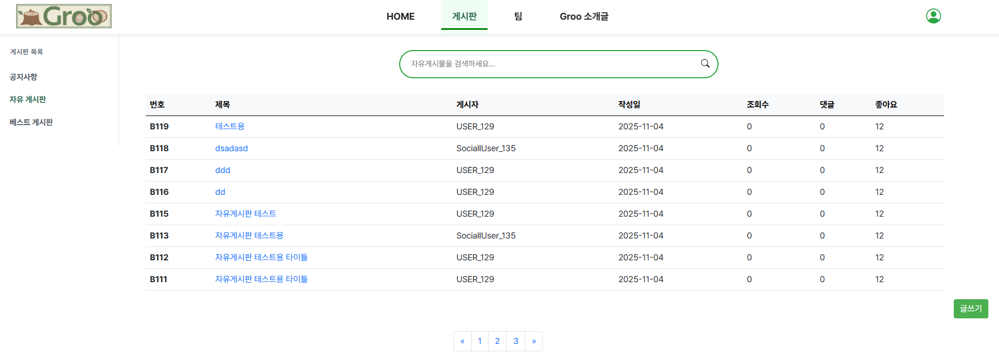 Groo
HOME 게시판 팀 Groo 소개글
게시판 목록
공지사항
자유 게시판
베스트 게시판
자유게시물을 검색하세요...
번호 제목 게시자 작성일 조회수 댓글 좋아요
B119 테스트용 USER_129 2025-11-04 0 0 12
B118 dsadasd SociallUser_135 2025-11-04 0 0 12
B117 ddd USER_129 2025-11-04 0 0 12
B116 dd USER_129 2025-11-04 0 0 12
B115 자유게시판 테스트 USER_129 2025-11-04 0 0 12
B113 자유게시판 테스트용 SociallUser_135 2025-11-04 0 0 12
B112 자유게시판 테스트용 타이틀 USER_129 2025-11-04 0 0 12
B111 자유게시판 테스트용 타이틀 USER_129 2025-11-04 0 0 12
글쓰기
« 1 2 3 »